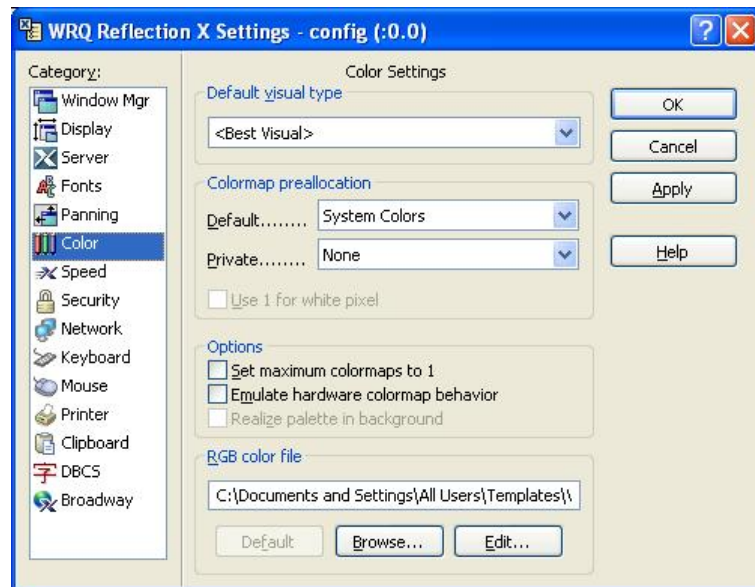 WRQ Reflection X Settings - config (:0.0)
Category:
Window Mgr
Display
Server
Fonts
Panning
Color
Speed
Security
Network
Keyboard
Mouse
Printer
Clipboard
DBCS
Broadway
Color Settings
Default visual type
<Best Visual>
Colormap preallocation
Default........ System Colors
Private........ None
Use 1 for white pixel
Options
Set maximum colormaps to 1
Emulate hardware colormap behavior
Realize palette in background
RGB color file
C:\Documents and Settings\All Users\Templates\
Default Browse... Edit...
OK
Cancel
Apply
Help